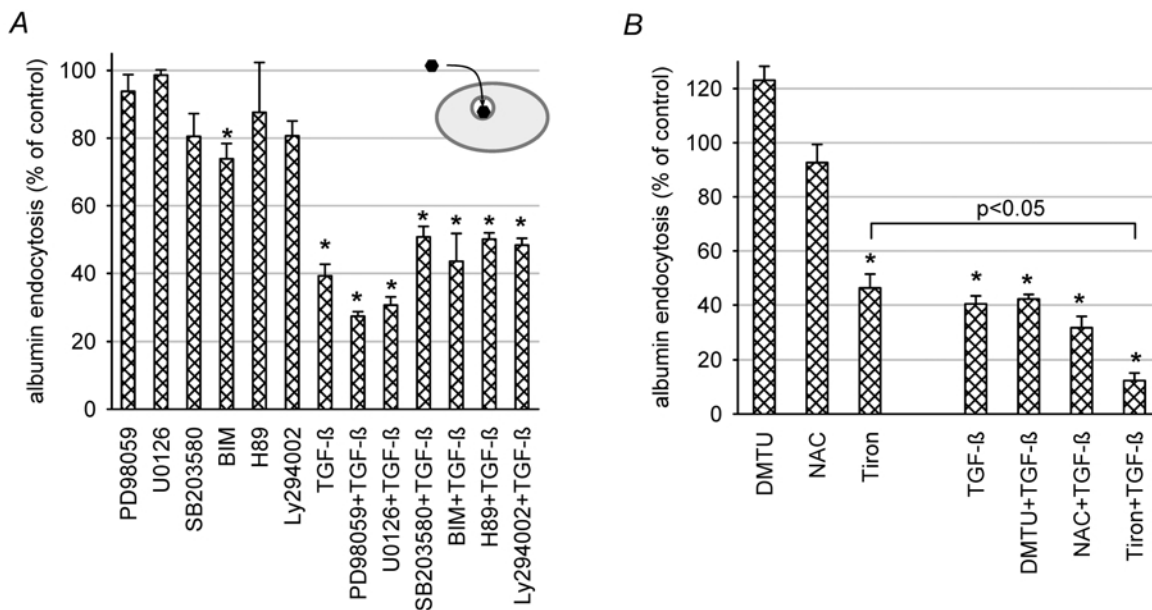 A
albumin endocytosis (% of control)
100
80
60
40
20
0
*
*
*
*
*
*
*
*
PD98059
U0126
SB203580
BIM
H89
Ly294002
TGF-ß
PD98059+TGF-ß
U0126+TGF-ß
SB203580+TGF-ß
BIM+TGF-ß
H89+TGF-ß
Ly294002+TGF-ß
B
albumin endocytosis (% of control)
120
100
80
60
40
20
0
p<0.05
*
*
*
*
*
DMTU
NAC
Tiron
TGF-ß
DMTU+TGF-ß
NAC+TGF-ß
Tiron+TGF-ß